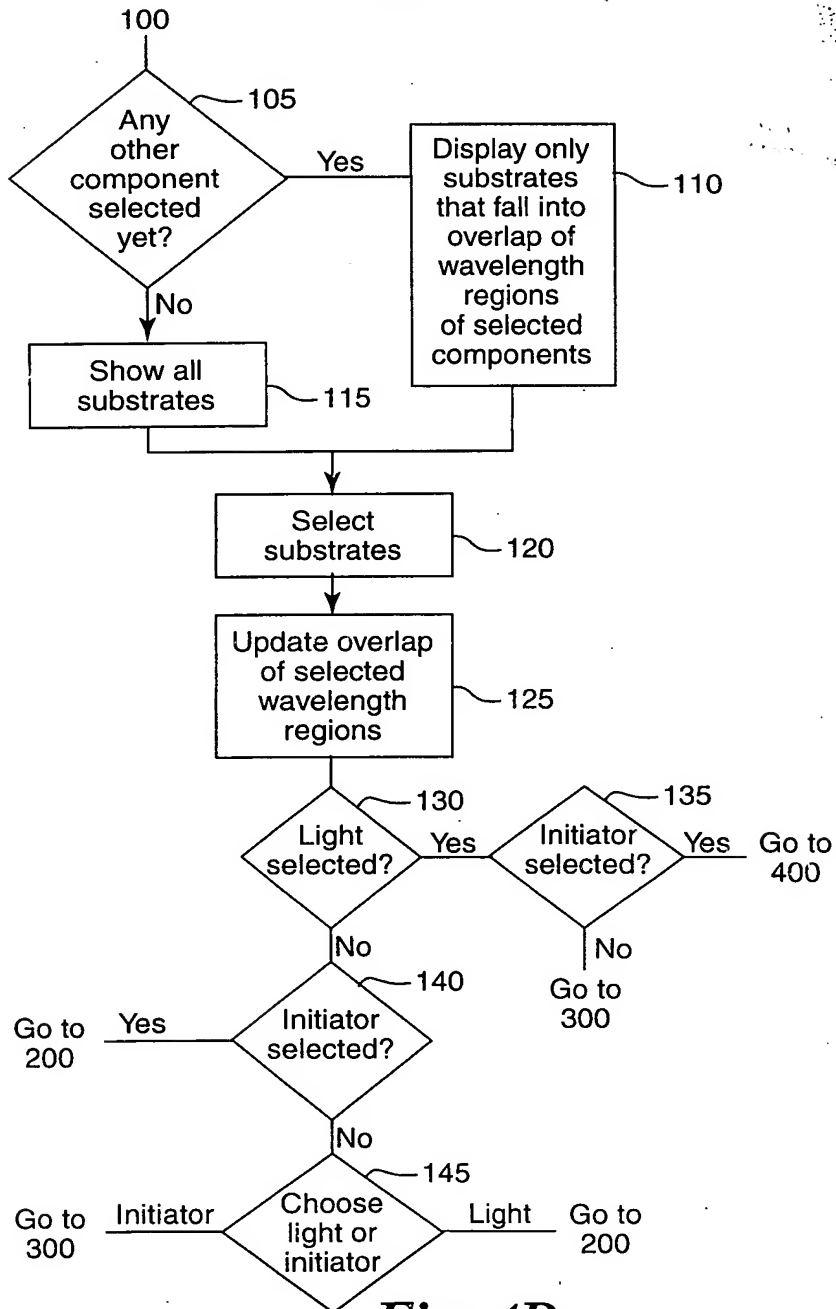 100
105
Any
other
component
selected
yet?
Yes
Display only
substrates
that fall into
overlap of
wavelength
regions
of selected
components
110
No
Show all
substrates
115
Select
substrates
120
Update overlap
of selected
wavelength
regions
125
130
Light
selected?
Yes
135
Initiator
selected?
Yes
Go to
400
No
Go to
300
No
140
Initiator
selected?
Yes
Go to
200
No
145
Choose
light or
initiator
Initiator
Go to
300
Light
Go to
200